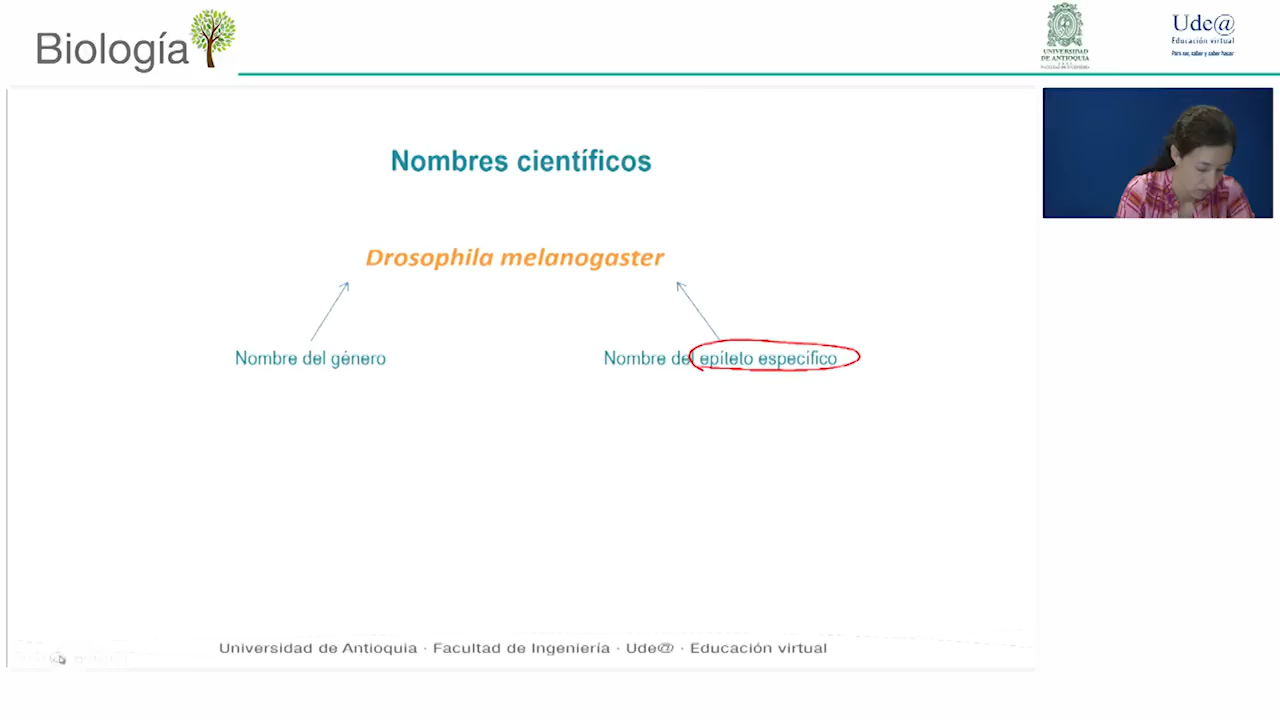 Biología
UNIVERSIDAD
DE ANTIOQUIA
Ude@
Educación virtual
Para ser, saber y saber hacer
Nombres científicos
Drosophila melanogaster
Nombre del género
Nombre del epíteto específico
Universidad de Antioquia · Facultad de Ingeniería · Ude@ · Educación virtual